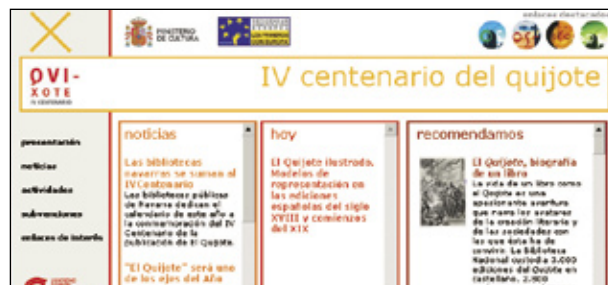 enlaces destacados
MINISTERIO
DE CULTURA
QVI-
XOTE
IV CENTENARIO
IV centenario del quijote
presentación
noticias
actividades
subvenciones
enlaces de interés
noticias
Las bibliotecas
navarras se suman al
IV Centenario
Las bibliotecas públicas
de Navarra dedican el
calendario de este año a
la conmemoración del IV
Centenario de la
publicación de El Quijote.
"El Quijote" será uno
de los ejes del Año
hoy
El Quijote ilustrado.
Modelos de
representación en
las ediciones
españolas del siglo
XVIII y comienzos
del XIX
recomendamos
El Quijote, biografía
de un libro
La vida de un libro como
el Quijote es una
apasionante aventura
que narra los avatares
de la creación literaria y
de las sociedades con
las que ésta ha de
convivir. La Biblioteca
Nacional custodia 3.000
ediciones del Quijote en
castellano, 2.900